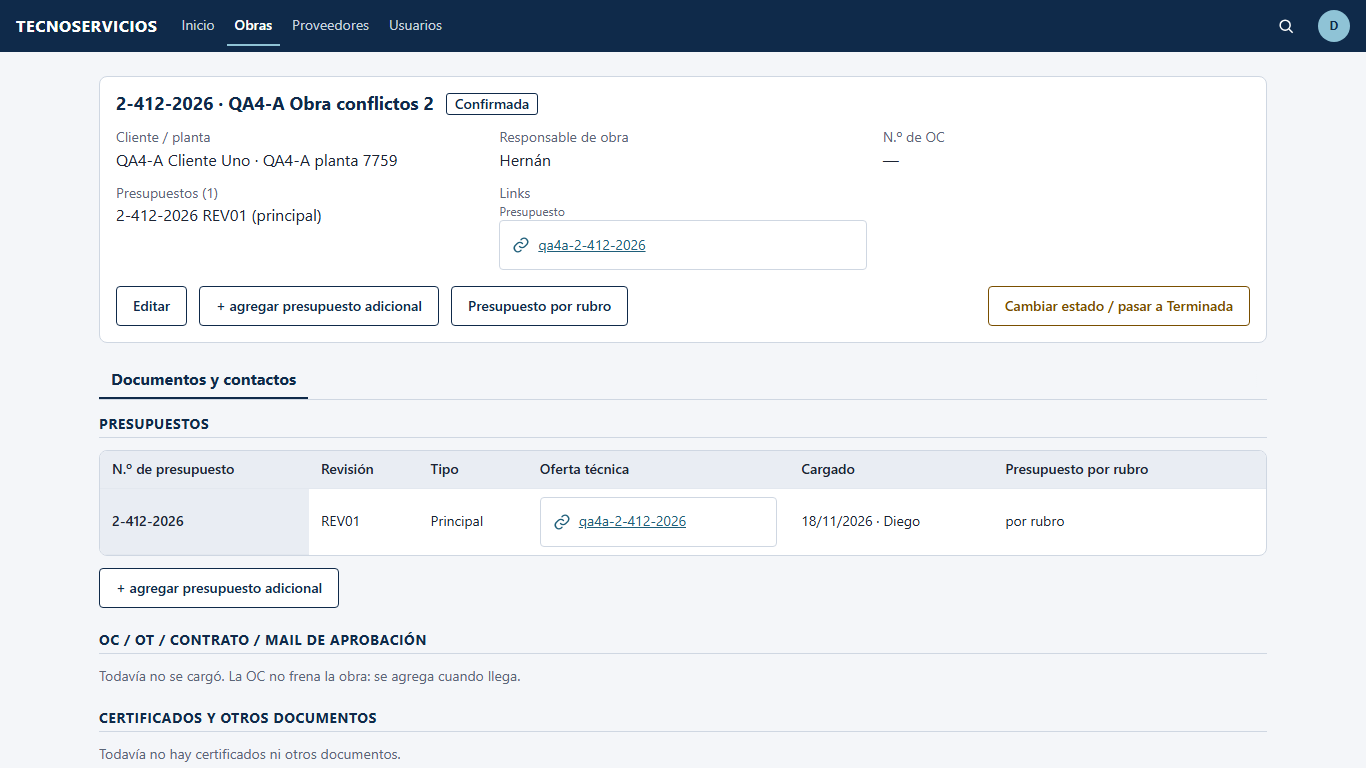 TECNOSERVICIOS Inicio Obras Proveedores Usuarios D
2-412-2026 · QA4-A Obra conflictos 2 Confirmada
Cliente / planta Responsable de obra N.º de OC
QA4-A Cliente Uno · QA4-A planta 7759 Hernán —
Presupuestos (1) Links
2-412-2026 REV01 (principal) Presupuesto
qa4a-2-412-2026
Editar + agregar presupuesto adicional Presupuesto por rubro Cambiar estado / pasar a Terminada
Documentos y contactos
PRESUPUESTOS
N.º de presupuesto Revisión Tipo Oferta técnica Cargado Presupuesto por rubro
2-412-2026 REV01 Principal qa4a-2-412-2026 18/11/2026 · Diego por rubro
+ agregar presupuesto adicional
OC / OT / CONTRATO / MAIL DE APROBACIÓN
Todavía no se cargó. La OC no frena la obra: se agrega cuando llega.
CERTIFICADOS Y OTROS DOCUMENTOS
Todavía no hay certificados ni otros documentos.